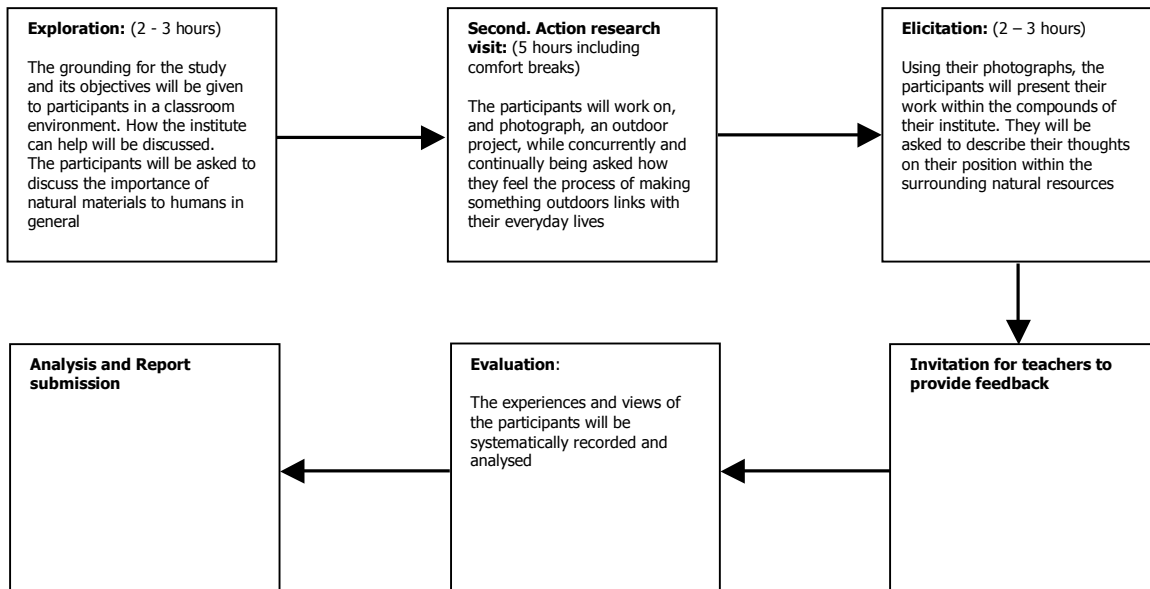 Exploration: (2 - 3 hours)
The grounding for the study
and its objectives will be given
to participants in a classroom
environment. How the institute
can help will be discussed.
The participants will be asked to
discuss the importance of
natural materials to humans in
general
Second. Action research
visit: (5 hours including
comfort breaks)
The participants will work on,
and photograph, an outdoor
project, while concurrently and
continually being asked how
they feel the process of making
something outdoors links with
their everyday lives
Elicitation: (2 – 3 hours)
Using their photographs, the
participants will present their
work within the compounds of
their institute. They will be
asked to describe their thoughts
on their position within the
surrounding natural resources
Invitation for teachers to
provide feedback
Evaluation:
The experiences and views of
the participants will be
systematically recorded and
analysed
Analysis and Report
submission